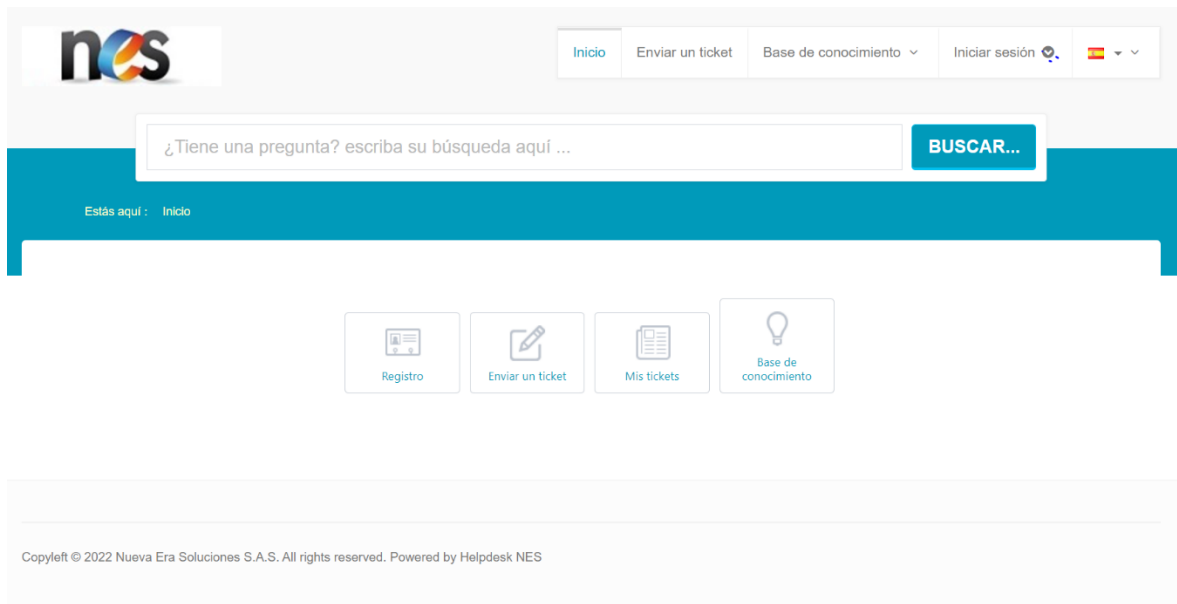 nes
Inicio
Enviar un ticket
Base de conocimiento
Iniciar sesión
¿Tiene una pregunta? escriba su búsqueda aquí ...
BUSCAR...
Estás aquí : Inicio
Registro
Enviar un ticket
Mis tickets
Base de
conocimiento
Copyleft © 2022 Nueva Era Soluciones S.A.S. All rights reserved. Powered by Helpdesk NES